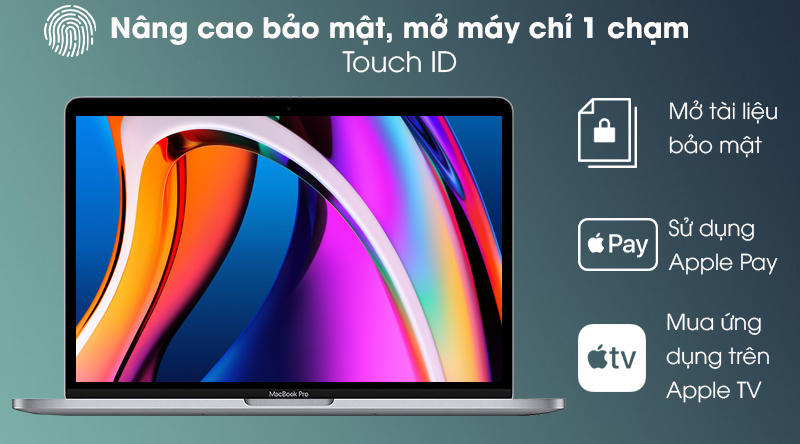 Nâng cao bảo mật, mở máy chỉ 1 chạm
Touch ID
Mở tài liệu
bảo mật
Pay
Sử dụng
Apple Pay
tv
Mua ứng
dụng trên
Apple TV
MacBook Pro